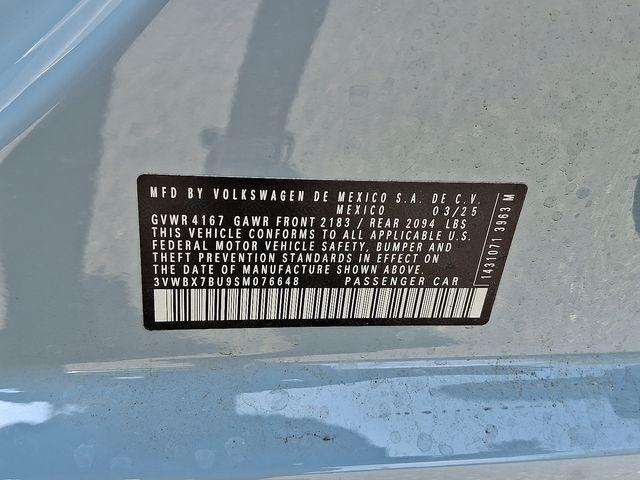 MFD BY VOLKSWAGEN DE MEXICO S.A. DE C.V.
MEXICO 03/25
GVWR 4167 GAWR FRONT 2183 / REAR 2094 LBS
THIS VEHICLE CONFORMS TO ALL APPLICABLE U.S.
FEDERAL MOTOR VEHICLE SAFETY, BUMPER AND
THEFT PREVENTION STANDARDS IN EFFECT ON
THE DATE OF MANUFACTURE SHOWN ABOVE.
3VWBX7BU9SM076648 PASSENGER CAR
1431071 3963 M